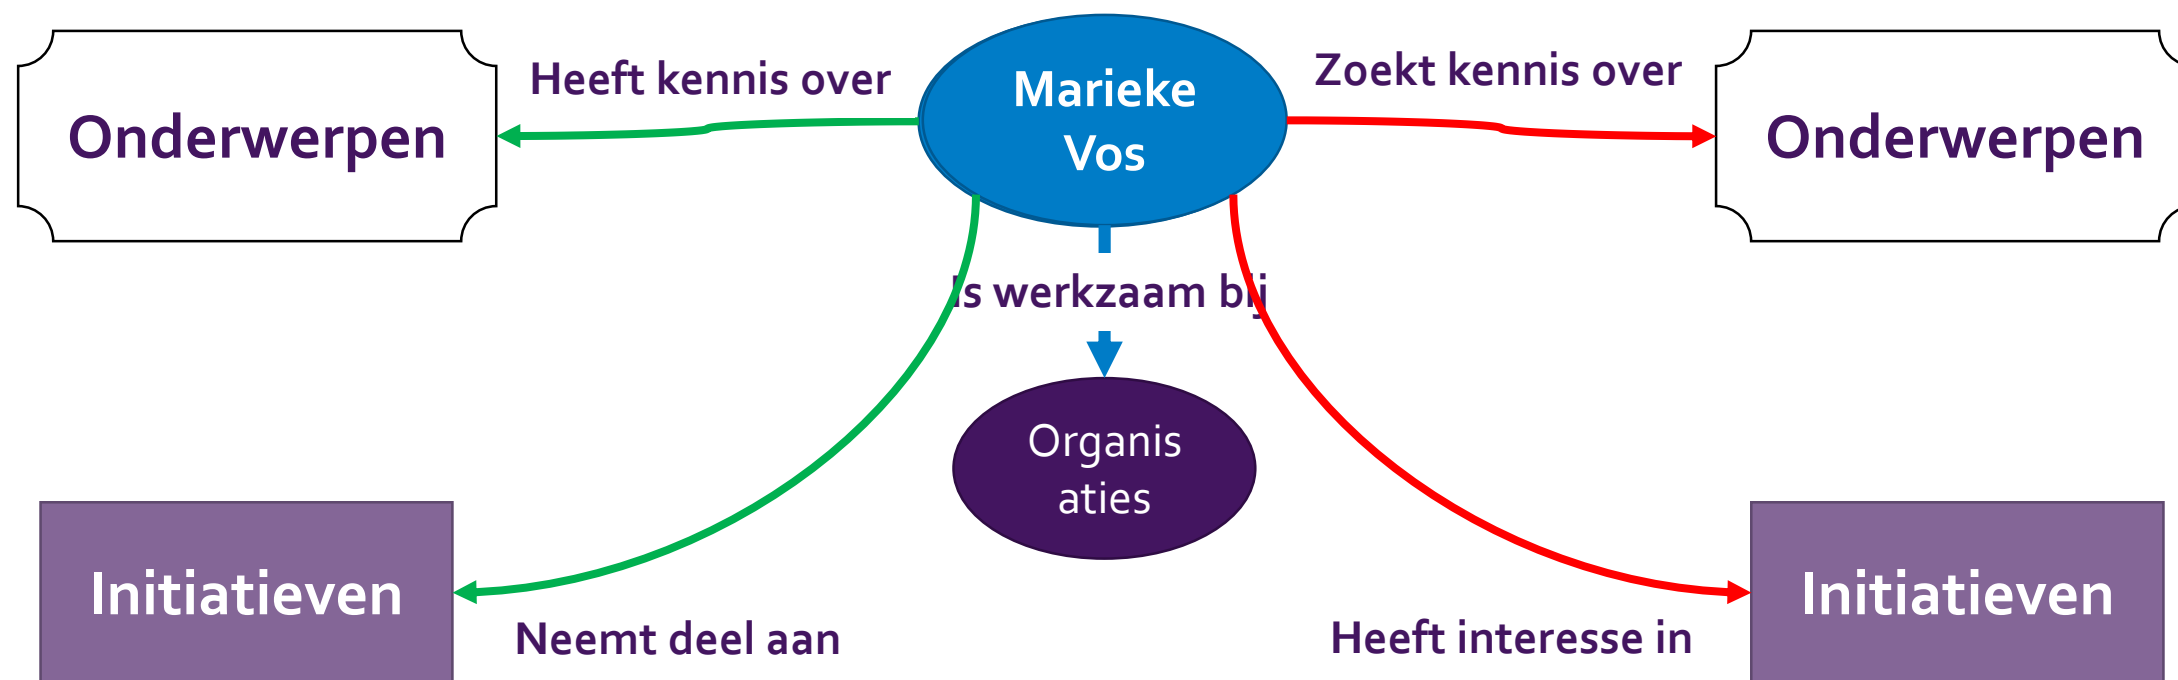 Heeft kennis over
Marieke
Vos
Zoekt kennis over
Onderwerpen
Onderwerpen
Is werkzaam bij
Organis
aties
Initiatieven
Initiatieven
Neemt deel aan
Heeft interesse in